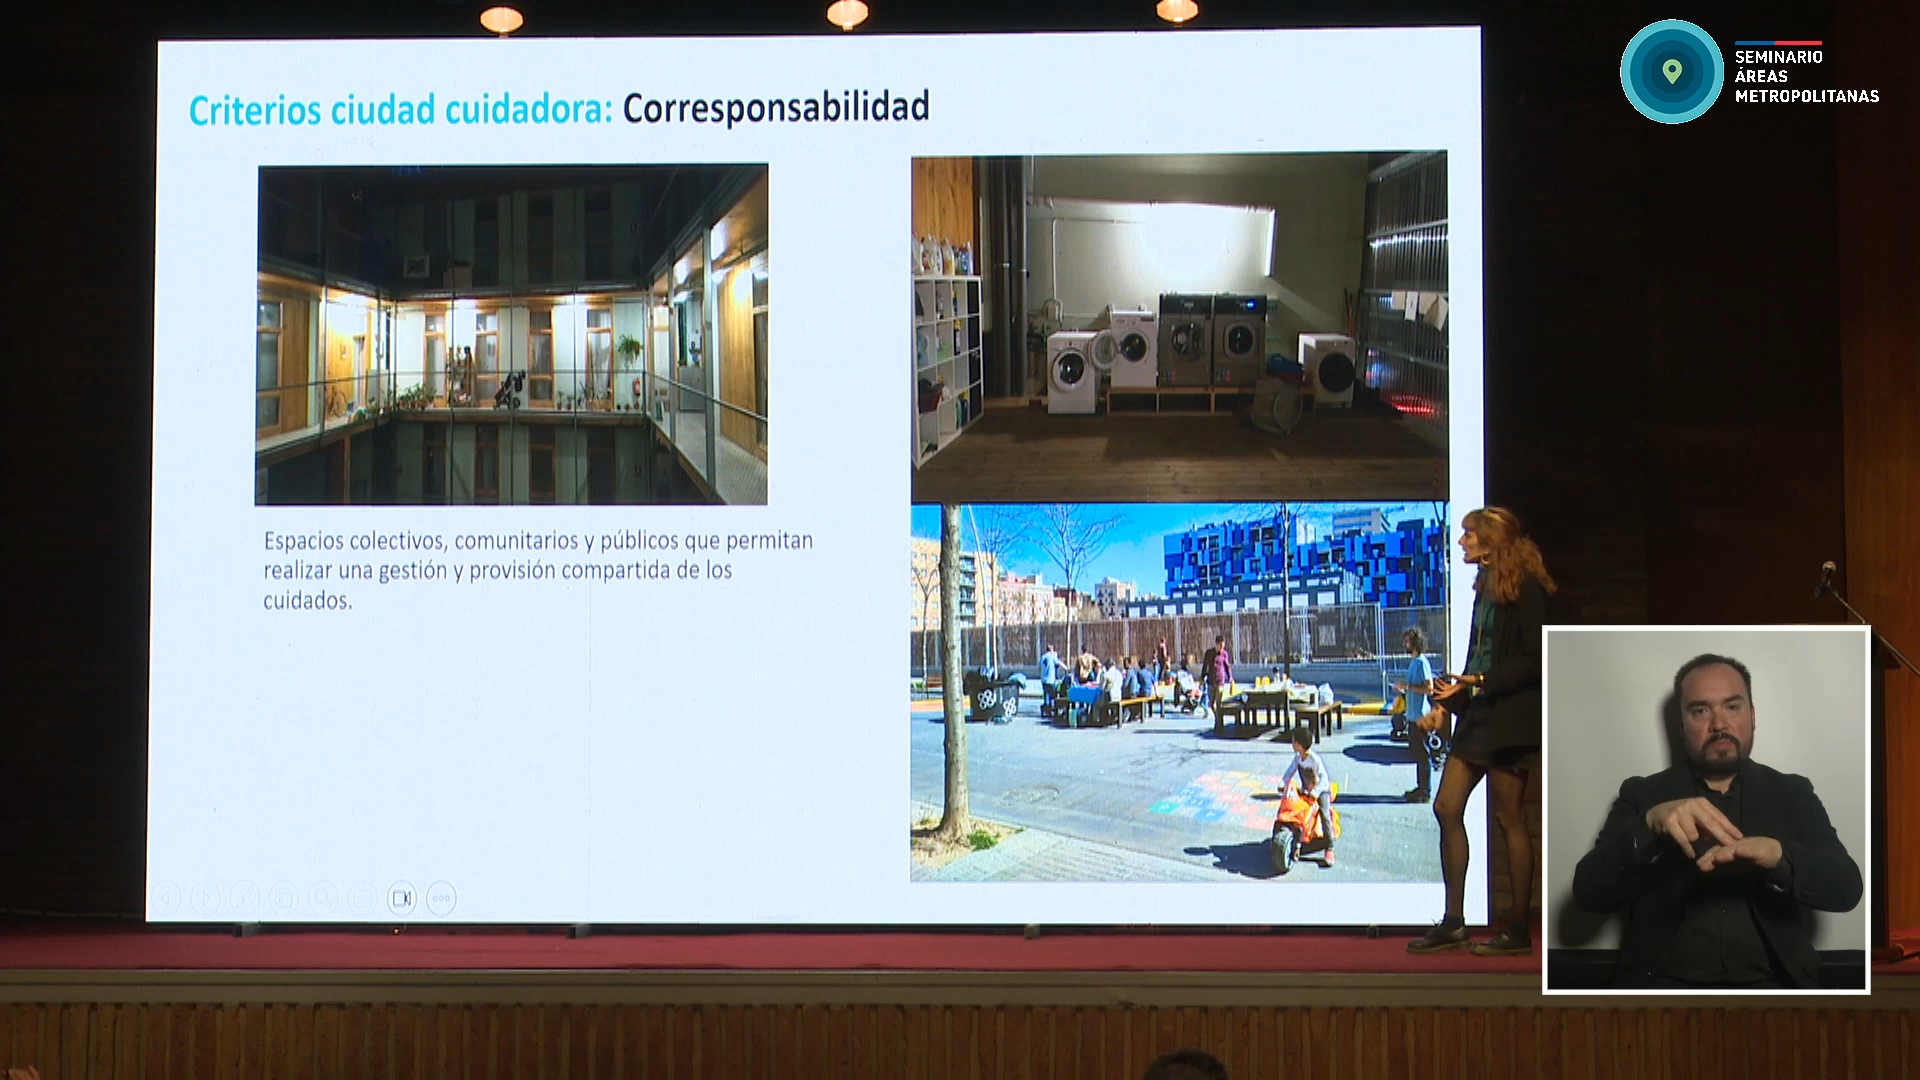 Criterios ciudad cuidadora: Corresponsabilidad
Espacios colectivos, comunitarios y públicos que permitan
realizar una gestión y provisión compartida de los
cuidados.
SEMINARIO
ÁREAS
METROPOLITANAS